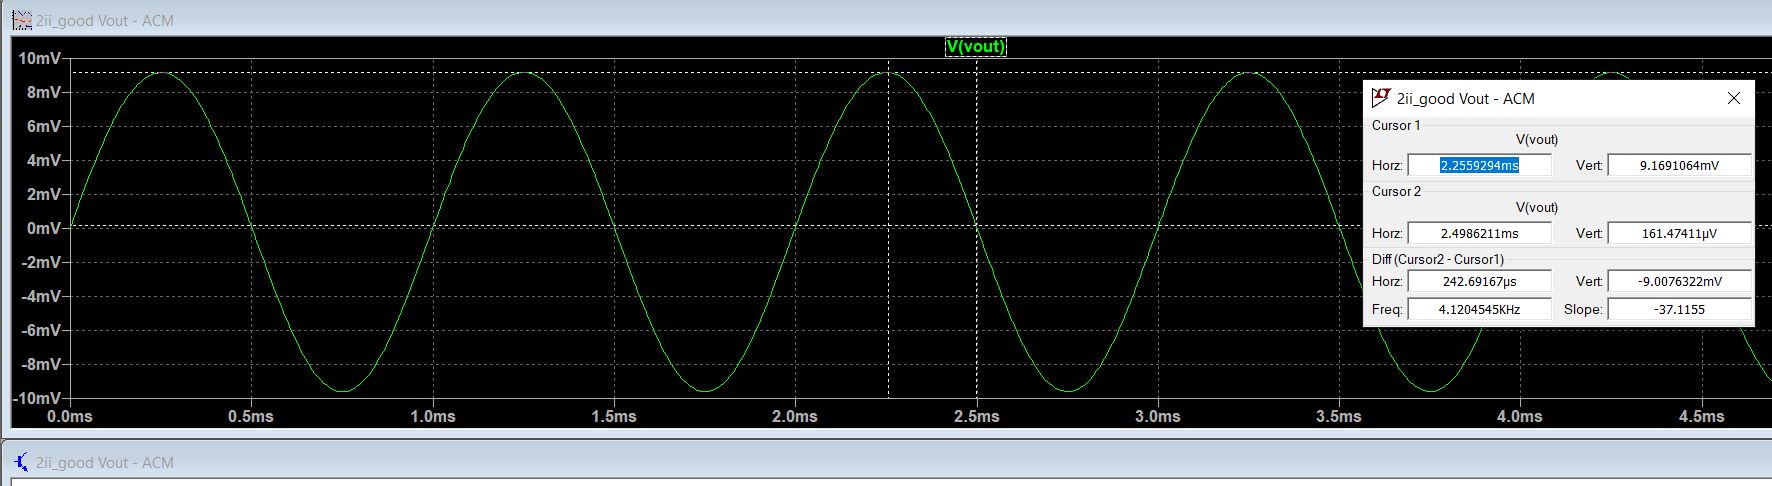 2ii_good Vout - ACM
V(vout)
10mV
8mV
6mV
4mV
2mV
0mV
-2mV
-4mV
-6mV
-8mV
-10mV
0.0ms 0.5ms 1.0ms 1.5ms 2.0ms 2.5ms 3.0ms 3.5ms 4.0ms 4.5ms
2ii_good Vout - ACM
Cursor 1
V(vout)
Horz: 2.2559294ms Vert: 9.1691064mV
Cursor 2
V(vout)
Horz: 2.4986211ms Vert: 161.47411µV
Diff (Cursor2 - Cursor1)
Horz: 242.69167µs Vert: -9.0076322mV
Freq: 4.1204545KHz Slope: -37.1155
2ii_good Vout - ACM